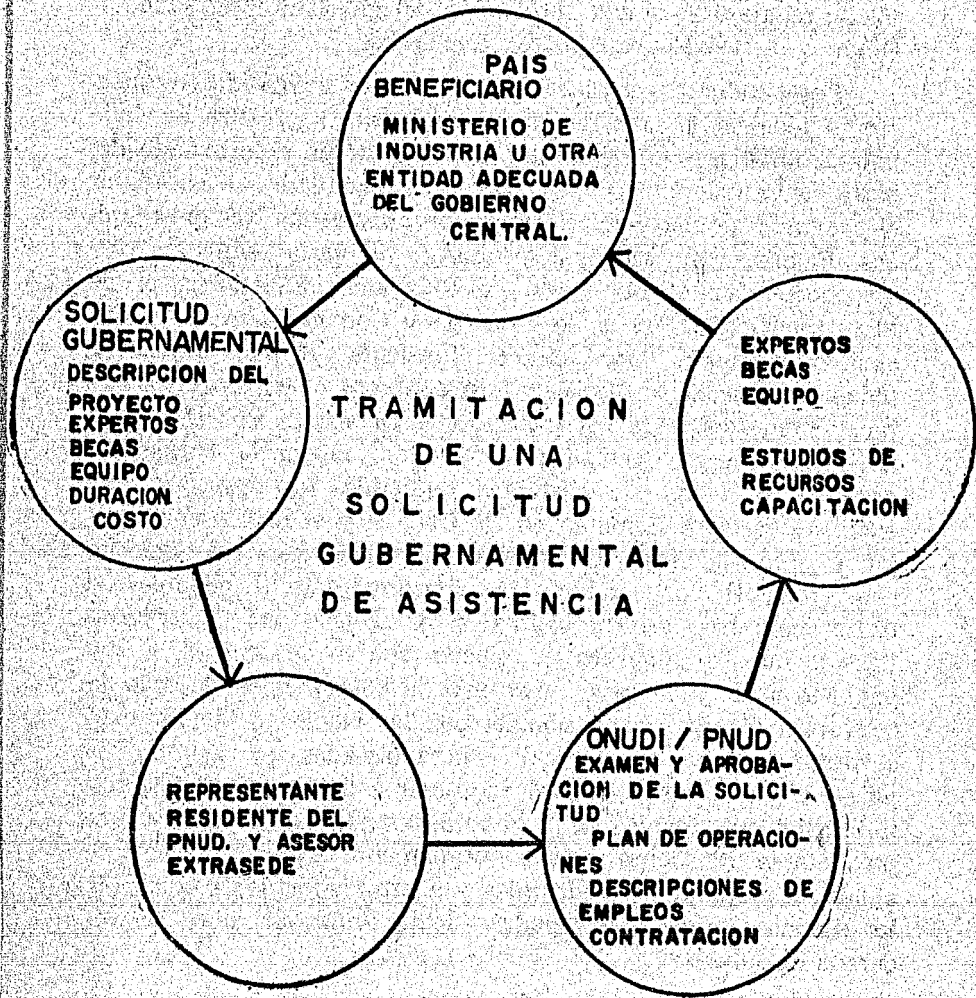 PAIS
BENEFICIARIO
MINISTERIO DE
INDUSTRIA U OTRA
ENTIDAD ADECUADA
DEL GOBIERNO
CENTRAL.
SOLICITUD
GUBERNAMENTAL
DESCRIPCION DEL
PROYECTO
EXPERTOS
BECAS
EQUIPO
DURACION
COSTO
TRAMITACION
DE UNA
SOLICITUD
GUBERNAMENTAL
DE ASISTENCIA
EXPERTOS
BECAS
EQUIPO
ESTUDIOS DE
RECURSOS
CAPACITACION
REPRESENTANTE
RESIDENTE DEL
PNUD. Y ASESOR
EXTRASEDE
ONUDI / PNUD
EXAMEN Y APROBA-
CION DE LA SOLICI-
TUD
PLAN DE OPERACIO-
NES
DESCRIPCIONES DE
EMPLEOS
CONTRATACION